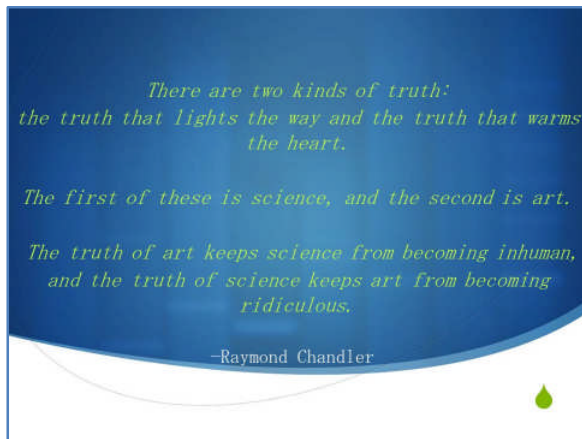 There are two kinds of truth:
the truth that lights the way and the truth that warms
the heart.
The first of these is science, and the second is art.
The truth of art keeps science from becoming inhuman,
and the truth of science keeps art from becoming
ridiculous.
—Raymond Chandler